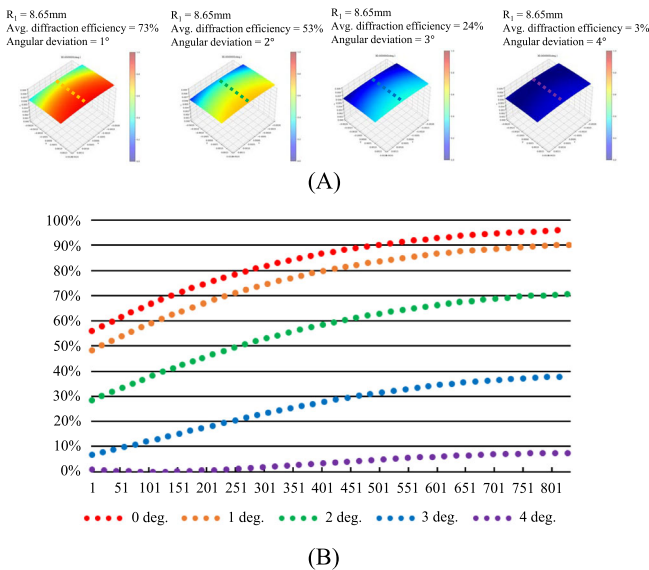 R1 = 8.65mm
Avg. diffraction efficiency = 73%
Angular deviation = 1°
R1 = 8.65mm
Avg. diffraction efficiency = 53%
Angular deviation = 2°
R1 = 8.65mm
Avg. diffraction efficiency = 24%
Angular deviation = 3°
R1 = 8.65mm
Avg. diffraction efficiency = 3%
Angular deviation = 4°
(A)
100%
90%
80%
70%
60%
50%
40%
30%
20%
10%
0%
1 51 101 151 201 251 301 351 401 451 501 551 601 651 701 751 801
0 deg. 1 deg. 2 deg. 3 deg. 4 deg.
(B)